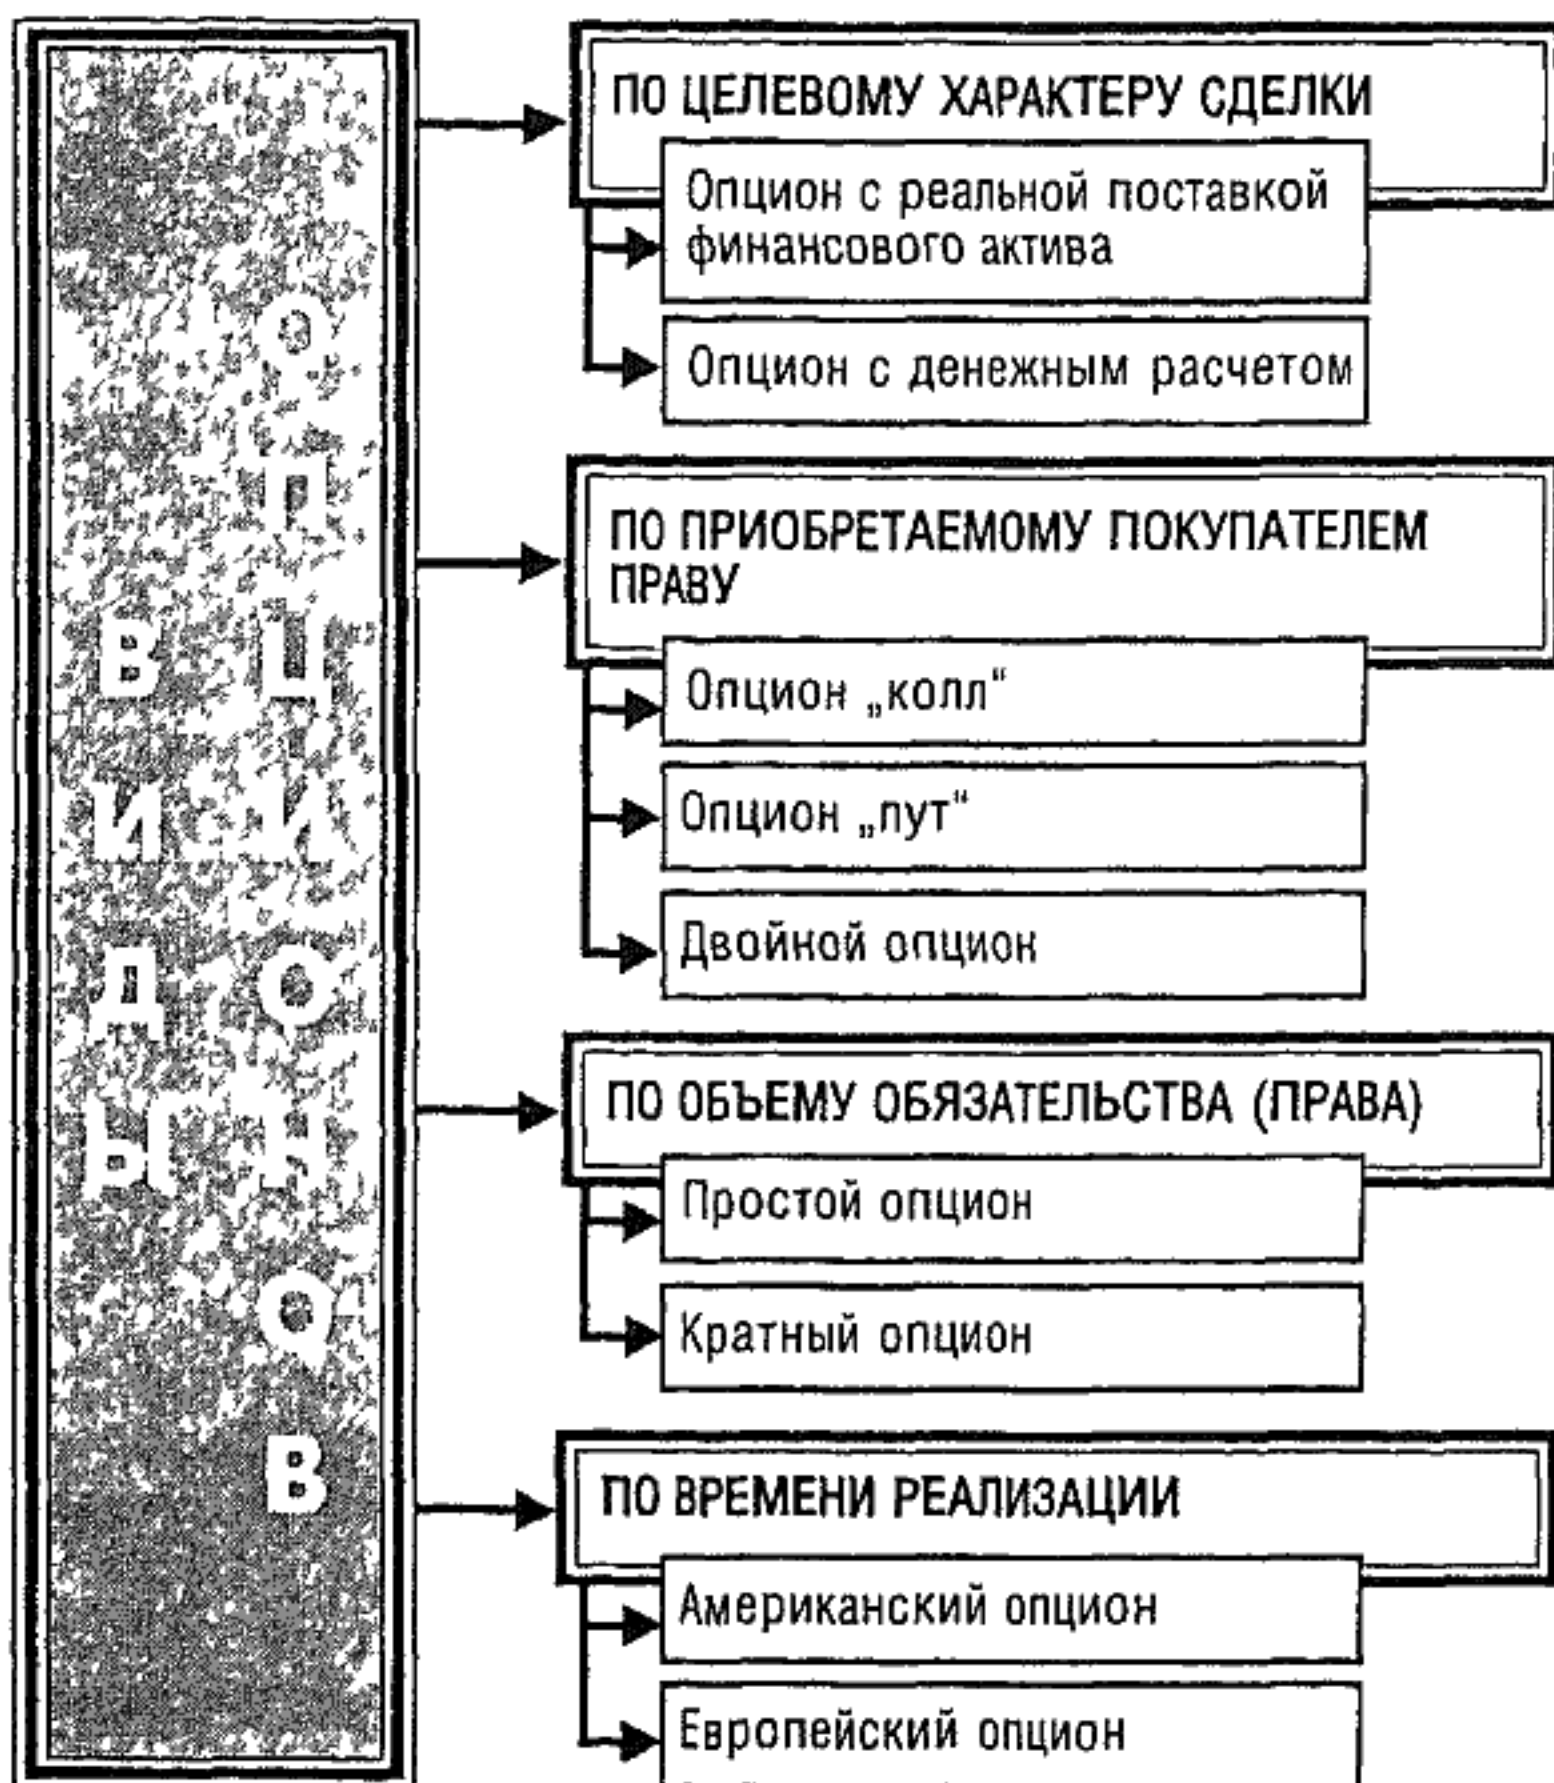 ВИДЫ
ОПЦИОНОВ
ПО ЦЕЛЕВОМУ ХАРАКТЕРУ СДЕЛКИ
Опцион с реальной поставкой
финансового актива
Опцион с денежным расчетом
ПО ПРИОБРЕТАЕМОМУ ПОКУПАТЕЛЕМ
ПРАВУ
Опцион „колл“
Опцион „пут“
Двойной опцион
ПО ОБЪЕМУ ОБЯЗАТЕЛЬСТВА (ПРАВА)
Простой опцион
Кратный опцион
ПО ВРЕМЕНИ РЕАЛИЗАЦИИ
Американский опцион
Европейский опцион